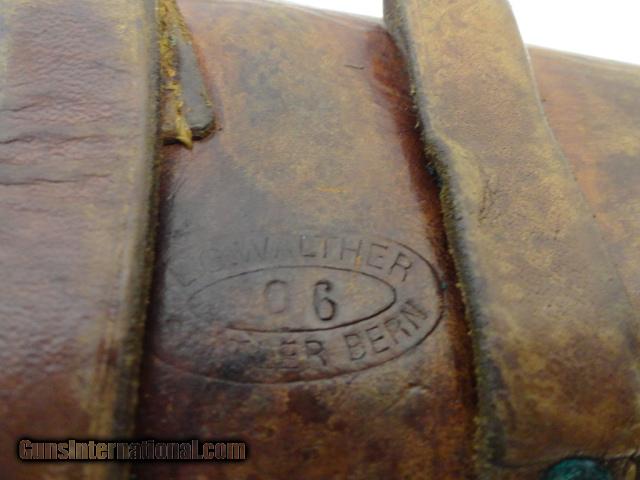 WALTHER
06
BERN
GunsInternational.com